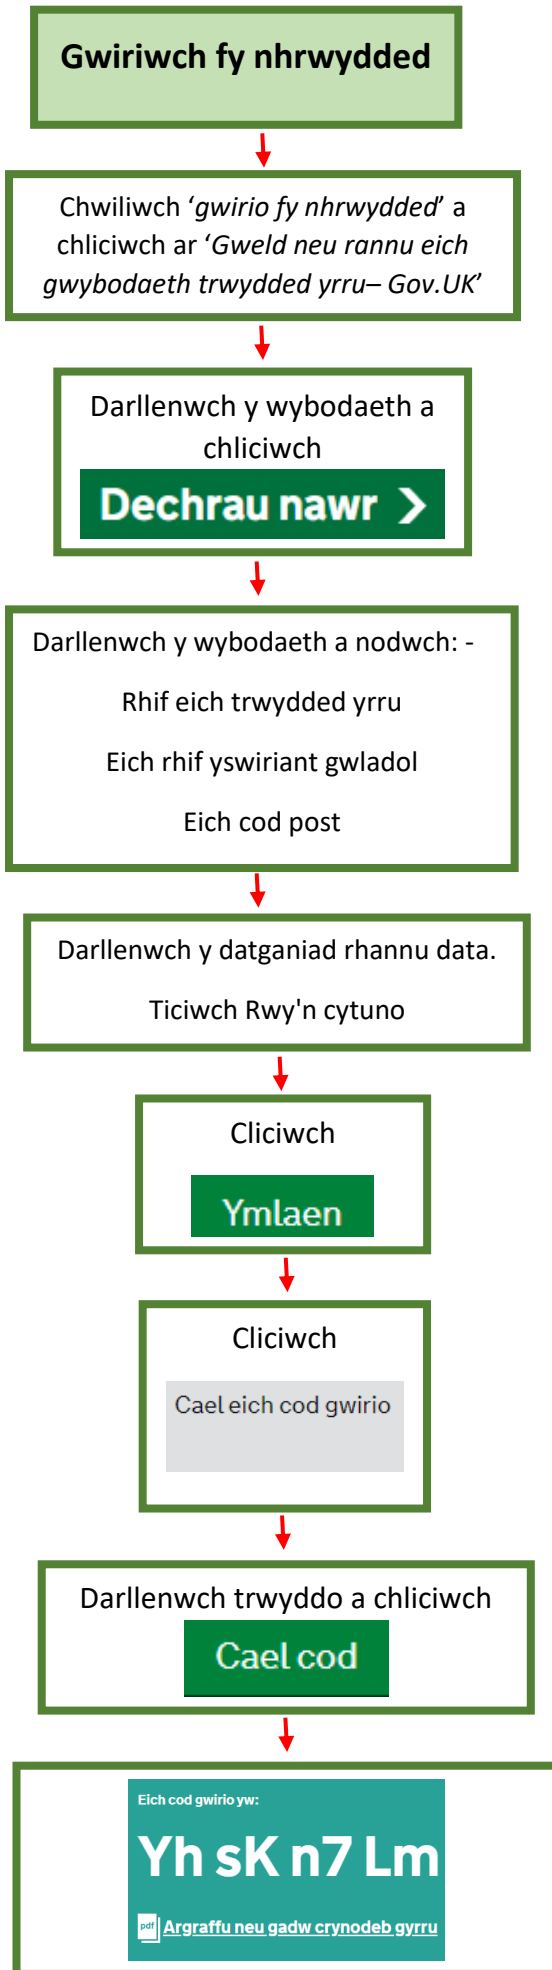 Gwiriwch fy nhrwydded
Chwiliwch ‘gwirio fy nhrwydded’ a
chliciwch ar ‘Gweld neu rannu eich
gwybodaeth trwydded yrru– Gov.UK’
Darllenwch y wybodaeth a
chliciwch
Dechrau nawr
Darllenwch y wybodaeth a nodwch: -
Rhif eich trwydded yrru
Eich rhif yswiriant gwladol
Eich cod post
Darllenwch y datganiad rhannu data.
Ticiwch Rwy'n cytuno
Cliciwch
Ymlaen
Cliciwch
Cael eich cod gwirio
Darllenwch trwyddo a chliciwch
Cael cod
Eich cod gwirio yw:
Yh sK n7 Lm
pdf Argraffu neu gadw crynodeb gyrru